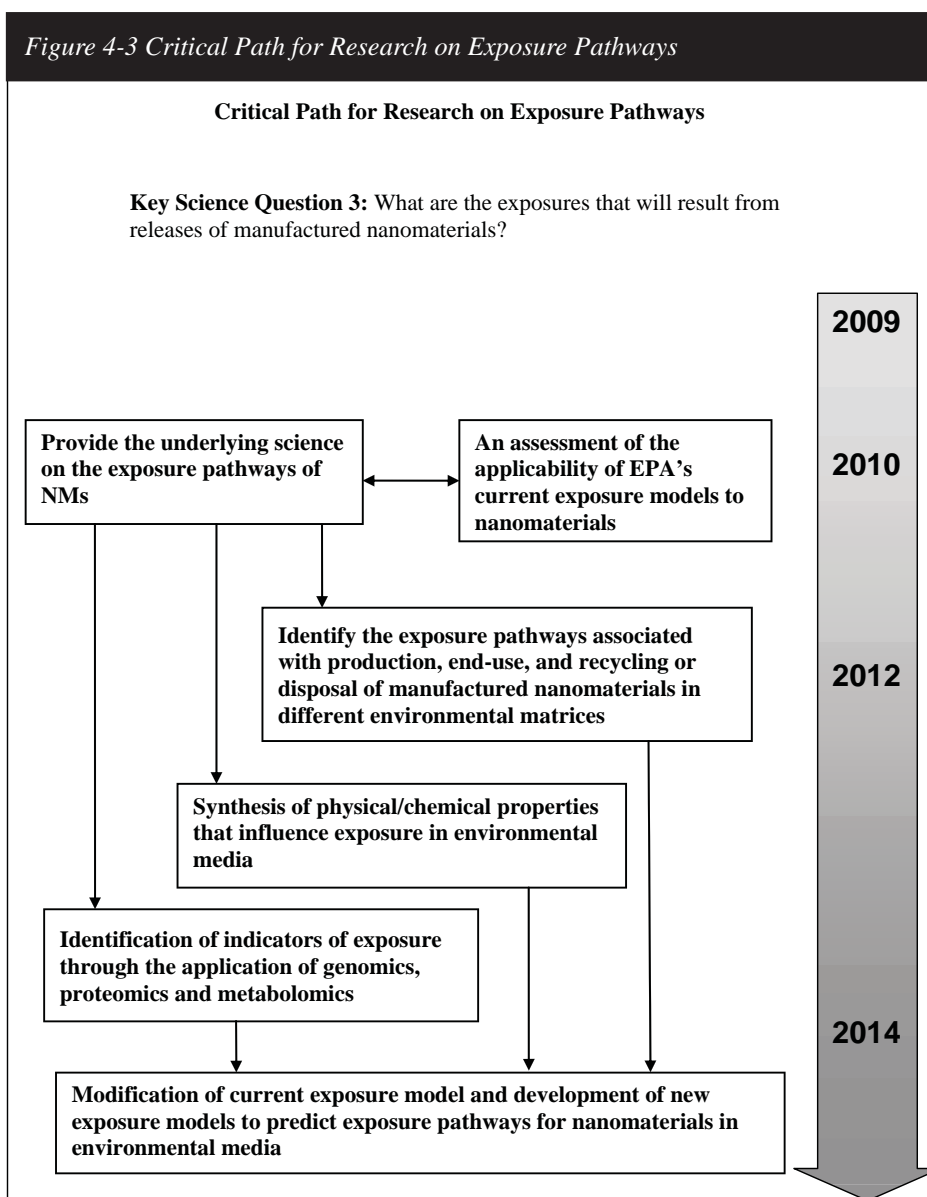 Figure 4-3 Critical Path for Research on Exposure Pathways
Critical Path for Research on Exposure Pathways
Key Science Question 3: What are the exposures that will result from
releases of manufactured nanomaterials?
2009
Provide the underlying science
on the exposure pathways of
NMs
An assessment of the
applicability of EPA's
current exposure models to
nanomaterials
2010
Identify the exposure pathways associated
with production, end-use, and recycling or
disposal of manufactured nanomaterials in
different environmental matrices
2012
Synthesis of physical/chemical properties
that influence exposure in environmental
media
Identification of indicators of exposure
through the application of genomics,
proteomics and metabolomics
2014
Modification of current exposure model and development of new
exposure models to predict exposure pathways for nanomaterials in
environmental media